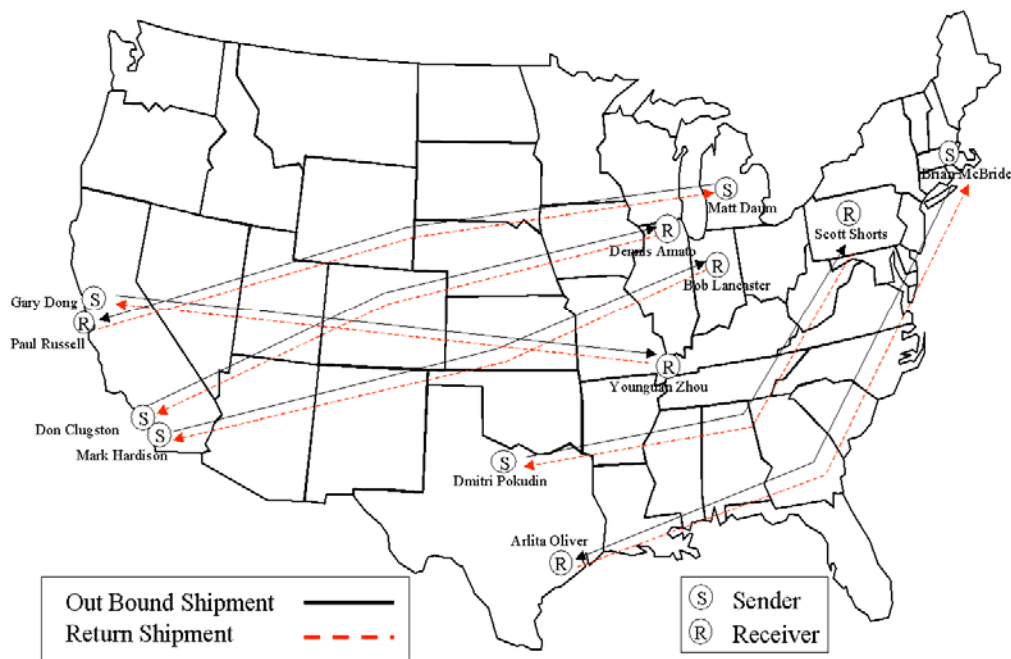 S
Brian McBride
S
Matt Daum
R
Scott Shorts
R
Dennis Amato
R
Bob Lancaster
Gary Dong
S
R
Paul Russell
R
Younguan Zhou
S
Don Clugston
S
Mark Hardison
S
Dmitri Pokudin
Arlita Oliver
R
Out Bound Shipment
Return Shipment
S Sender
R Receiver